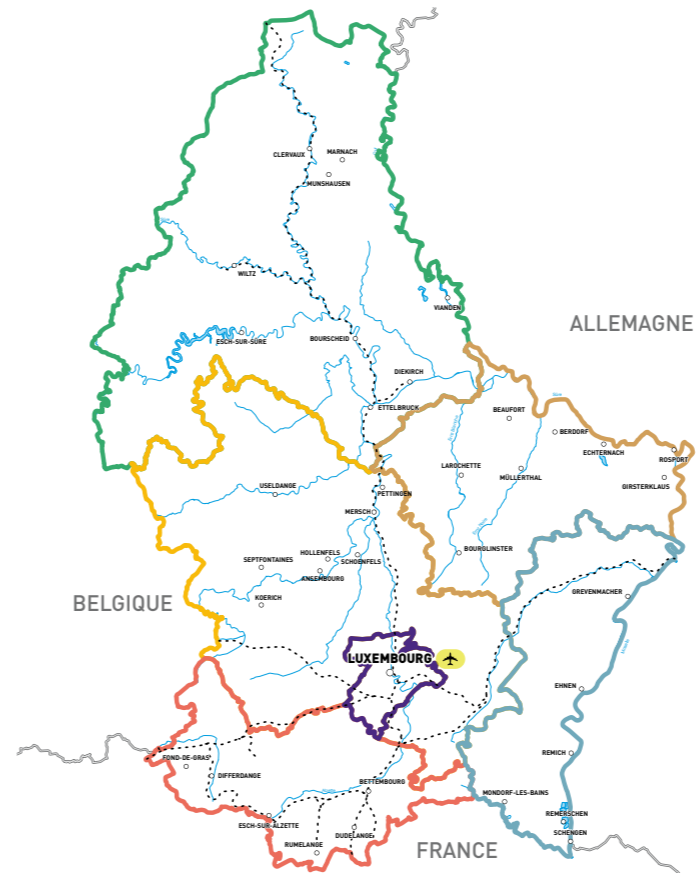 CLERVAUX
MARNACH
MUNSHAUSEN
WILTZ
VIANDEN
ALLEMAGNE
ESCH-SUR-SÛRE
BOURSCHEID
DIEKIRCH
ETTELBRUCK
BEAUFORT
BERDORF
ECHTERNACH
ROSPORT
LAROCHETTE
MÜLLERTHAL
GIRSTERKLAUS
USELDANGE
PETTINGEN
MERSCH
HOLLENFELS
SCHOENFELS
SEPTFONTAINES
ANSEMBOURG
BOURGLINSTER
KOERICH
BELGIQUE
GREVENMACHER
LUXEMBOURG
EHNEN
REMICH
FOND-DE-GRAS
DIFFERDANGE
BETTEMBOURG
MONDORF-LES-BAINS
REMERSCHEN
ESCH-SUR-ALZETTE
SCHENGEN
DUDELANGE
RUMELANGE
FRANCE